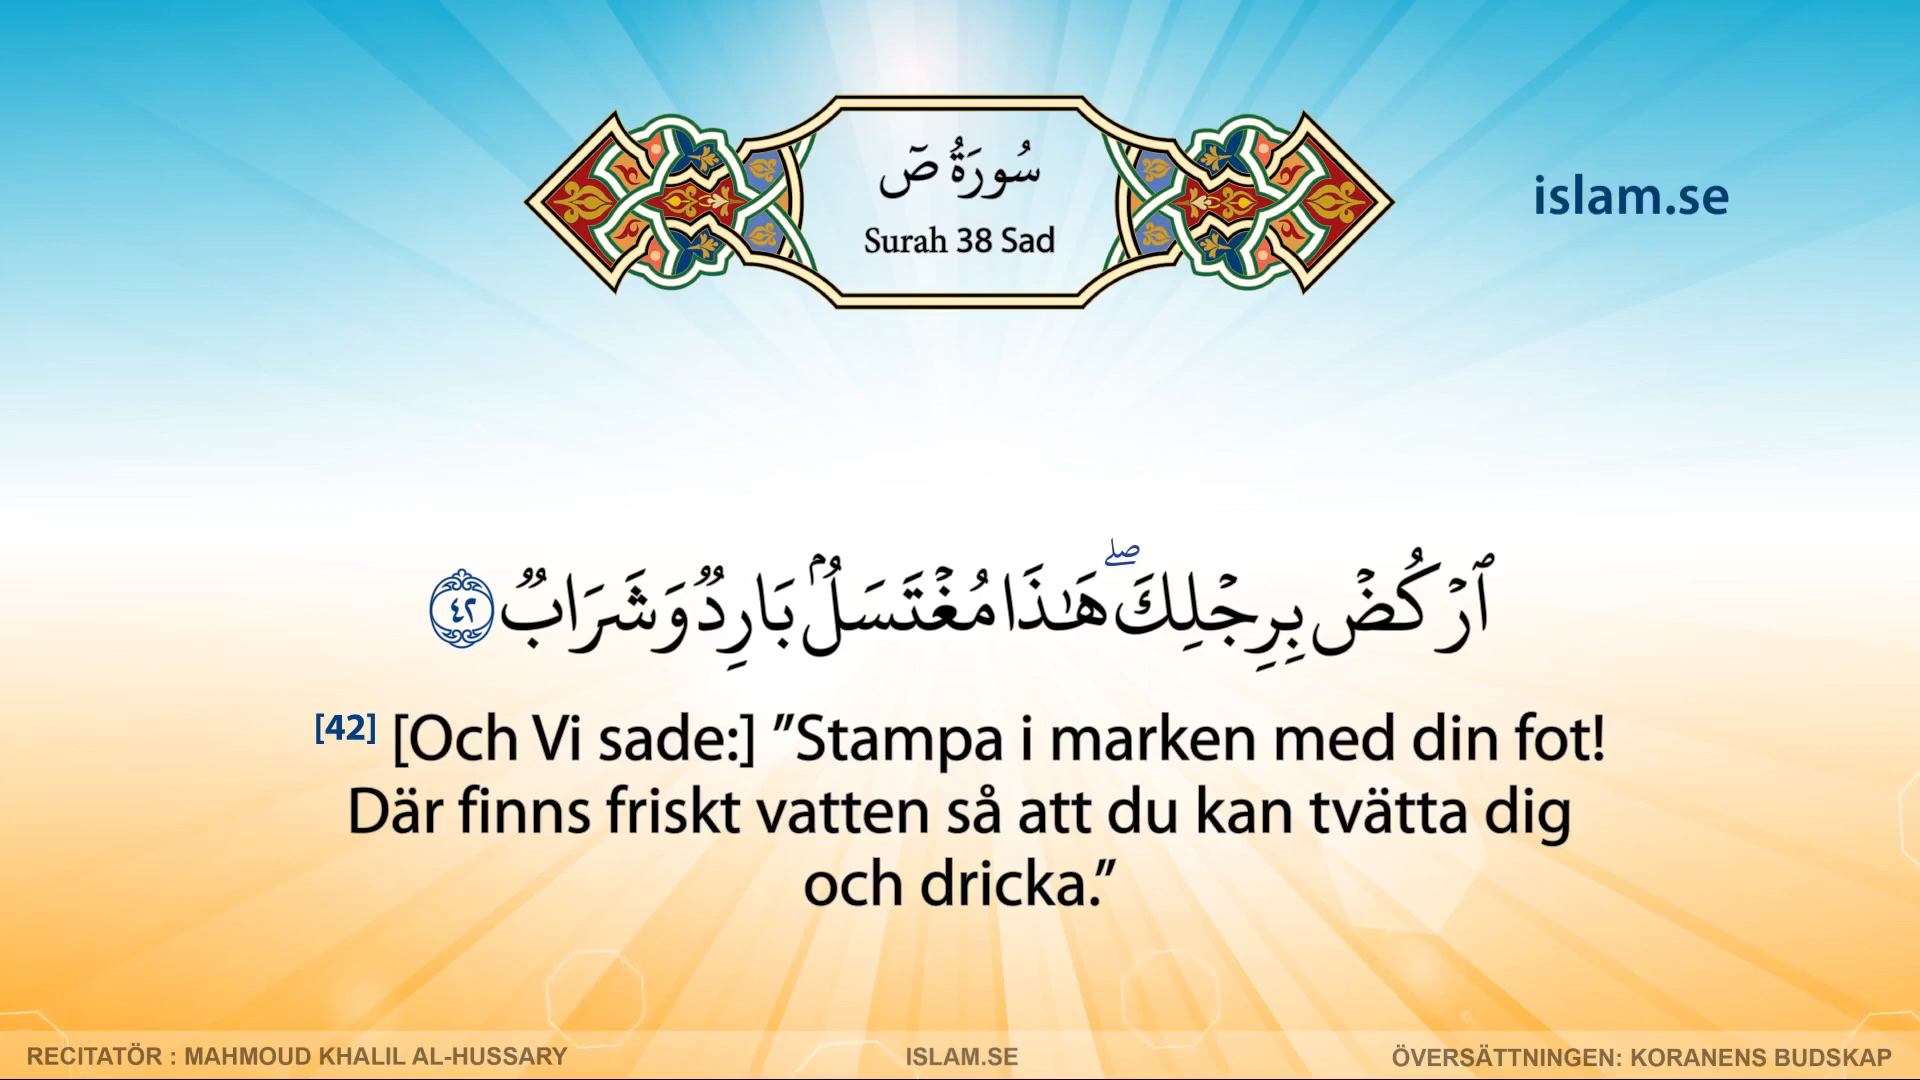 سُورَةُ صٓ
Surah 38 Sad
islam.se
ٱرْكُضْ بِرِجْلِكَ ۖ هَـٰذَا مُغْتَسَلٌۢ بَارِدٌ وَشَرَابٌ ٤٢
[42] [Och Vi sade:] ”Stampa i marken med din fot!
Där finns friskt vatten så att du kan tvätta dig
och dricka.”
RECITATÖR : MAHMOUD KHALIL AL-HUSSARY
ISLAM.SE
ÖVERSÄTTNINGEN: KORANENS BUDSKAP